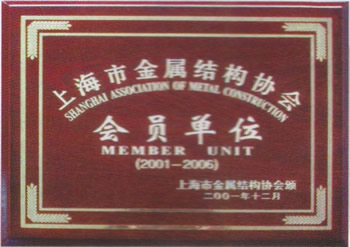 上海市金属结构协会
SHANGHAI ASSOCIATION OF METAL CONSTRUCTION
会员单位
MEMBER UNIT
(2001-2006)
上海市金属结构协会颁
二00一年十二月